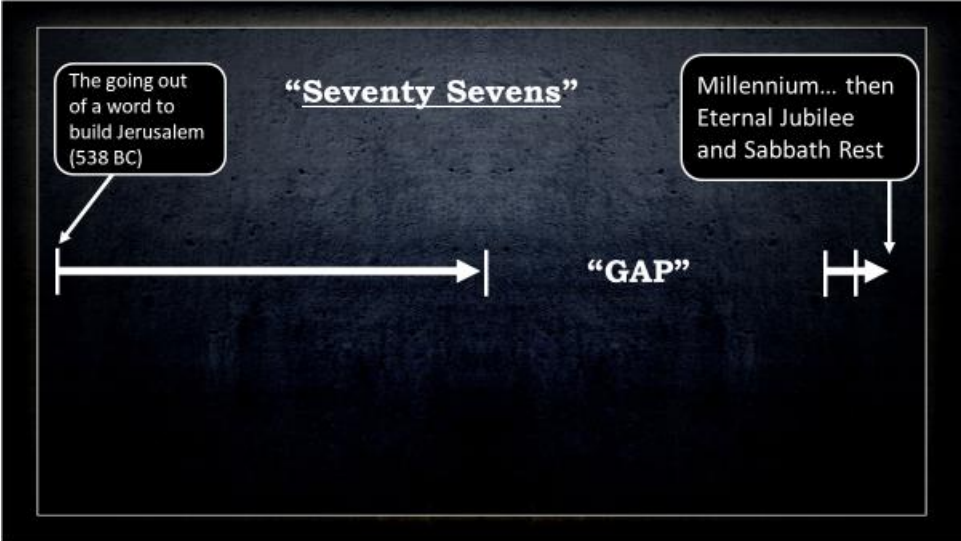 The going out
of a word to
build Jerusalem
(538 BC)
“Seventy Sevens”
Millennium... then
Eternal Jubilee
and Sabbath Rest
“GAP”